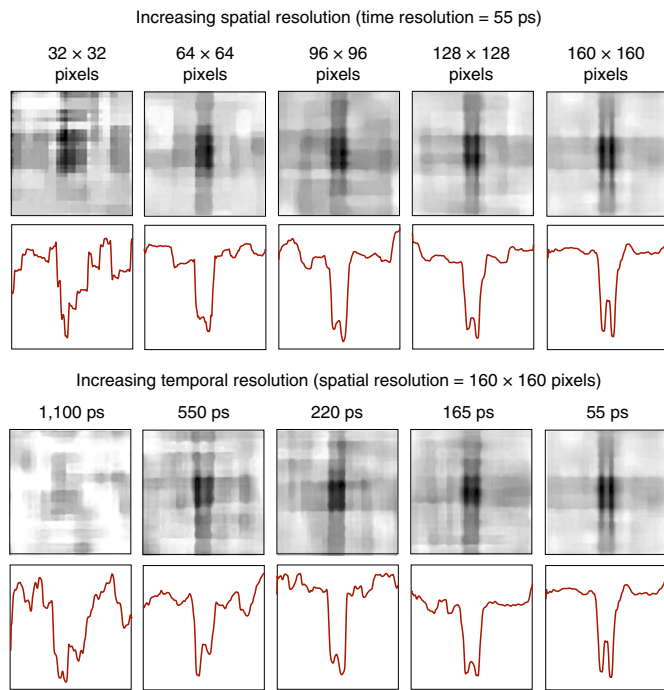 Increasing spatial resolution (time resolution = 55 ps)
32 × 32 pixels
64 × 64 pixels
96 × 96 pixels
128 × 128 pixels
160 × 160 pixels
Increasing temporal resolution (spatial resolution = 160 × 160 pixels)
1,100 ps
550 ps
220 ps
165 ps
55 ps